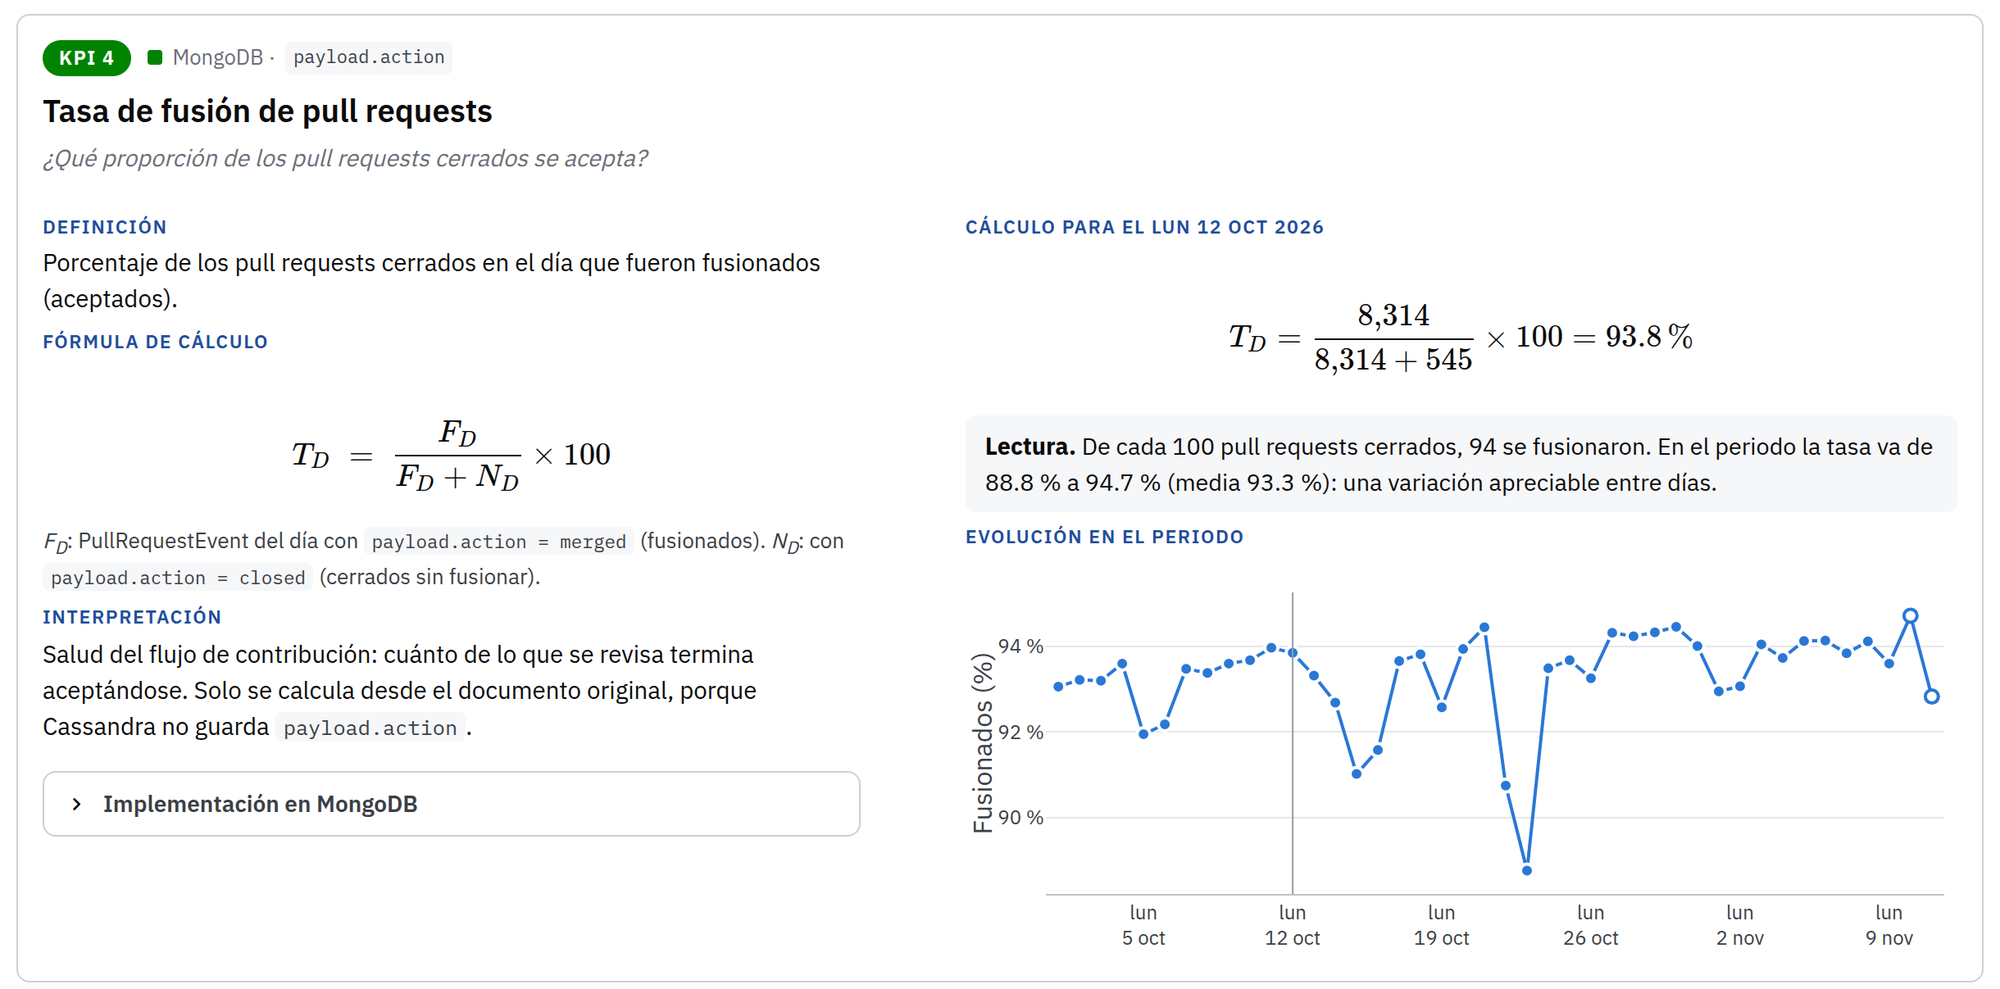 KPI 4 MongoDB · payload.action
Tasa de fusión de pull requests
¿Qué proporción de los pull requests cerrados se acepta?
DEFINICIÓN
Porcentaje de los pull requests cerrados en el día que fueron fusionados
(aceptados).
FÓRMULA DE CÁLCULO
T_D = F_D / (F_D + N_D) × 100
F_D: PullRequestEvent del día con payload.action = merged (fusionados). N_D: con
payload.action = closed (cerrados sin fusionar).
INTERPRETACIÓN
Salud del flujo de contribución: cuánto de lo que se revisa termina
aceptándose. Solo se calcula desde el documento original, porque
Cassandra no guarda payload.action.
Implementación en MongoDB
CÁLCULO PARA EL LUN 12 OCT 2026
T_D = 8,314 / (8,314 + 545) × 100 = 93.8 %
Lectura. De cada 100 pull requests cerrados, 94 se fusionaron. En el periodo la tasa va de
88.8 % a 94.7 % (media 93.3 %): una variación apreciable entre días.
EVOLUCIÓN EN EL PERIODO
Fusionados (%)
94 %
92 %
90 %
lun
5 oct
lun
12 oct
lun
19 oct
lun
26 oct
lun
2 nov
lun
9 nov